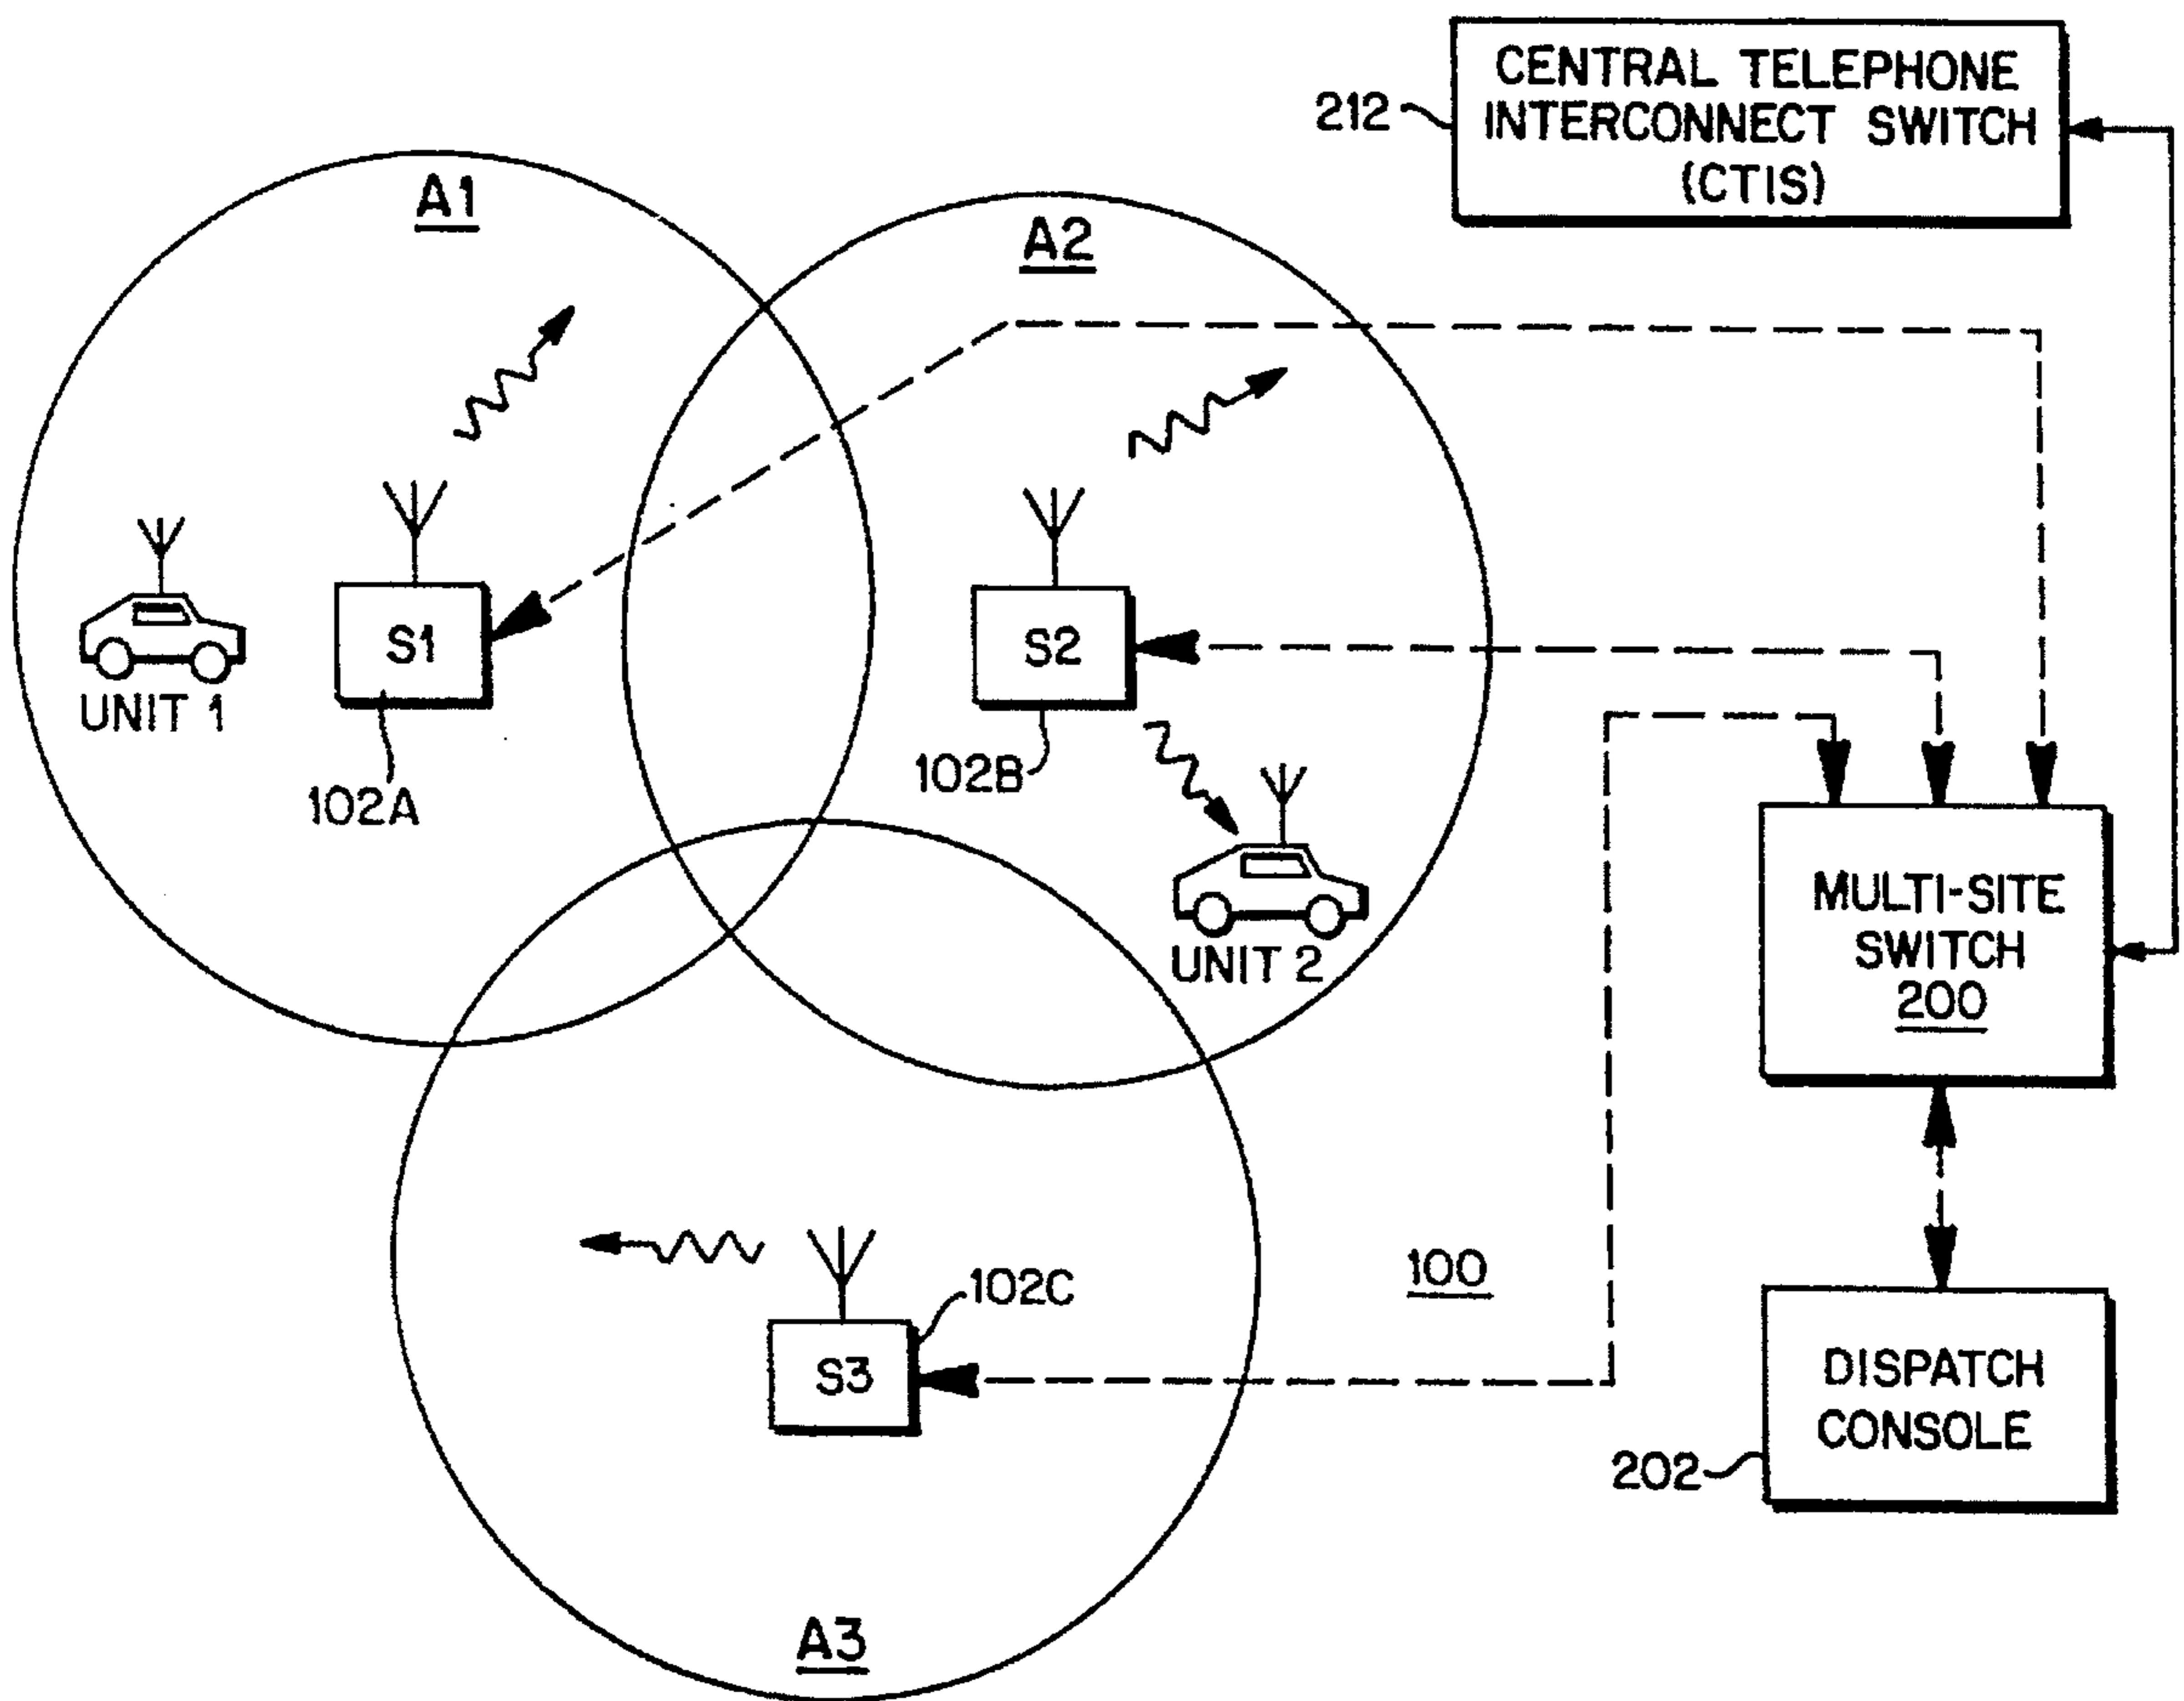 CENTRAL TELEPHONE
INTERCONNECT SWITCH
(CTIS)
212
A1
A2
S1
UNIT 1
102A
S2
102B
UNIT 2
MULTI-SITE
SWITCH
200
100
102C
S3
DISPATCH
CONSOLE
202
A3